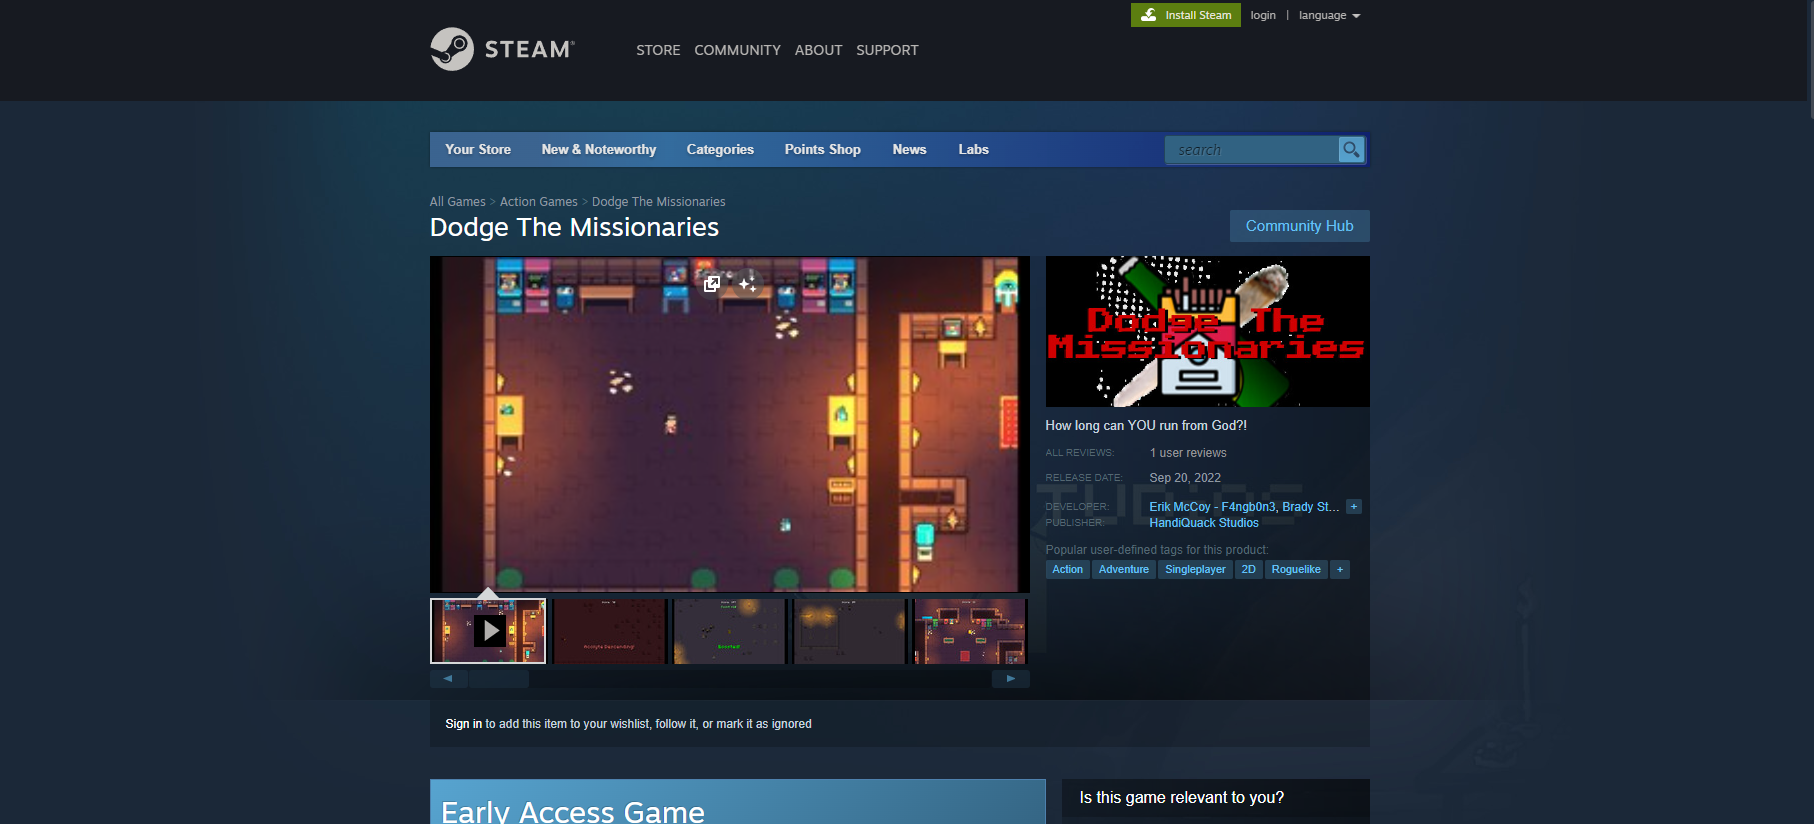 Install Steam login | language
STEAM®
STORE COMMUNITY ABOUT SUPPORT
Your Store New & Noteworthy Categories Points Shop News Labs search
All Games > Action Games > Dodge The Missionaries
Dodge The Missionaries
Community Hub
Dodge The
Missionaries
How long can YOU run from God?!
ALL REVIEWS: 1 user reviews
RELEASE DATE: Sep 20, 2022
DEVELOPER: Erik McCoy - F4ngb0n3, Brady St... +
PUBLISHER: HandiQuack Studios
Popular user-defined tags for this product:
Action Adventure Singleplayer 2D Roguelike +
Acolyte Descending!
Boosted!
Sign in to add this item to your wishlist, follow it, or mark it as ignored
Early Access Game
Is this game relevant to you?